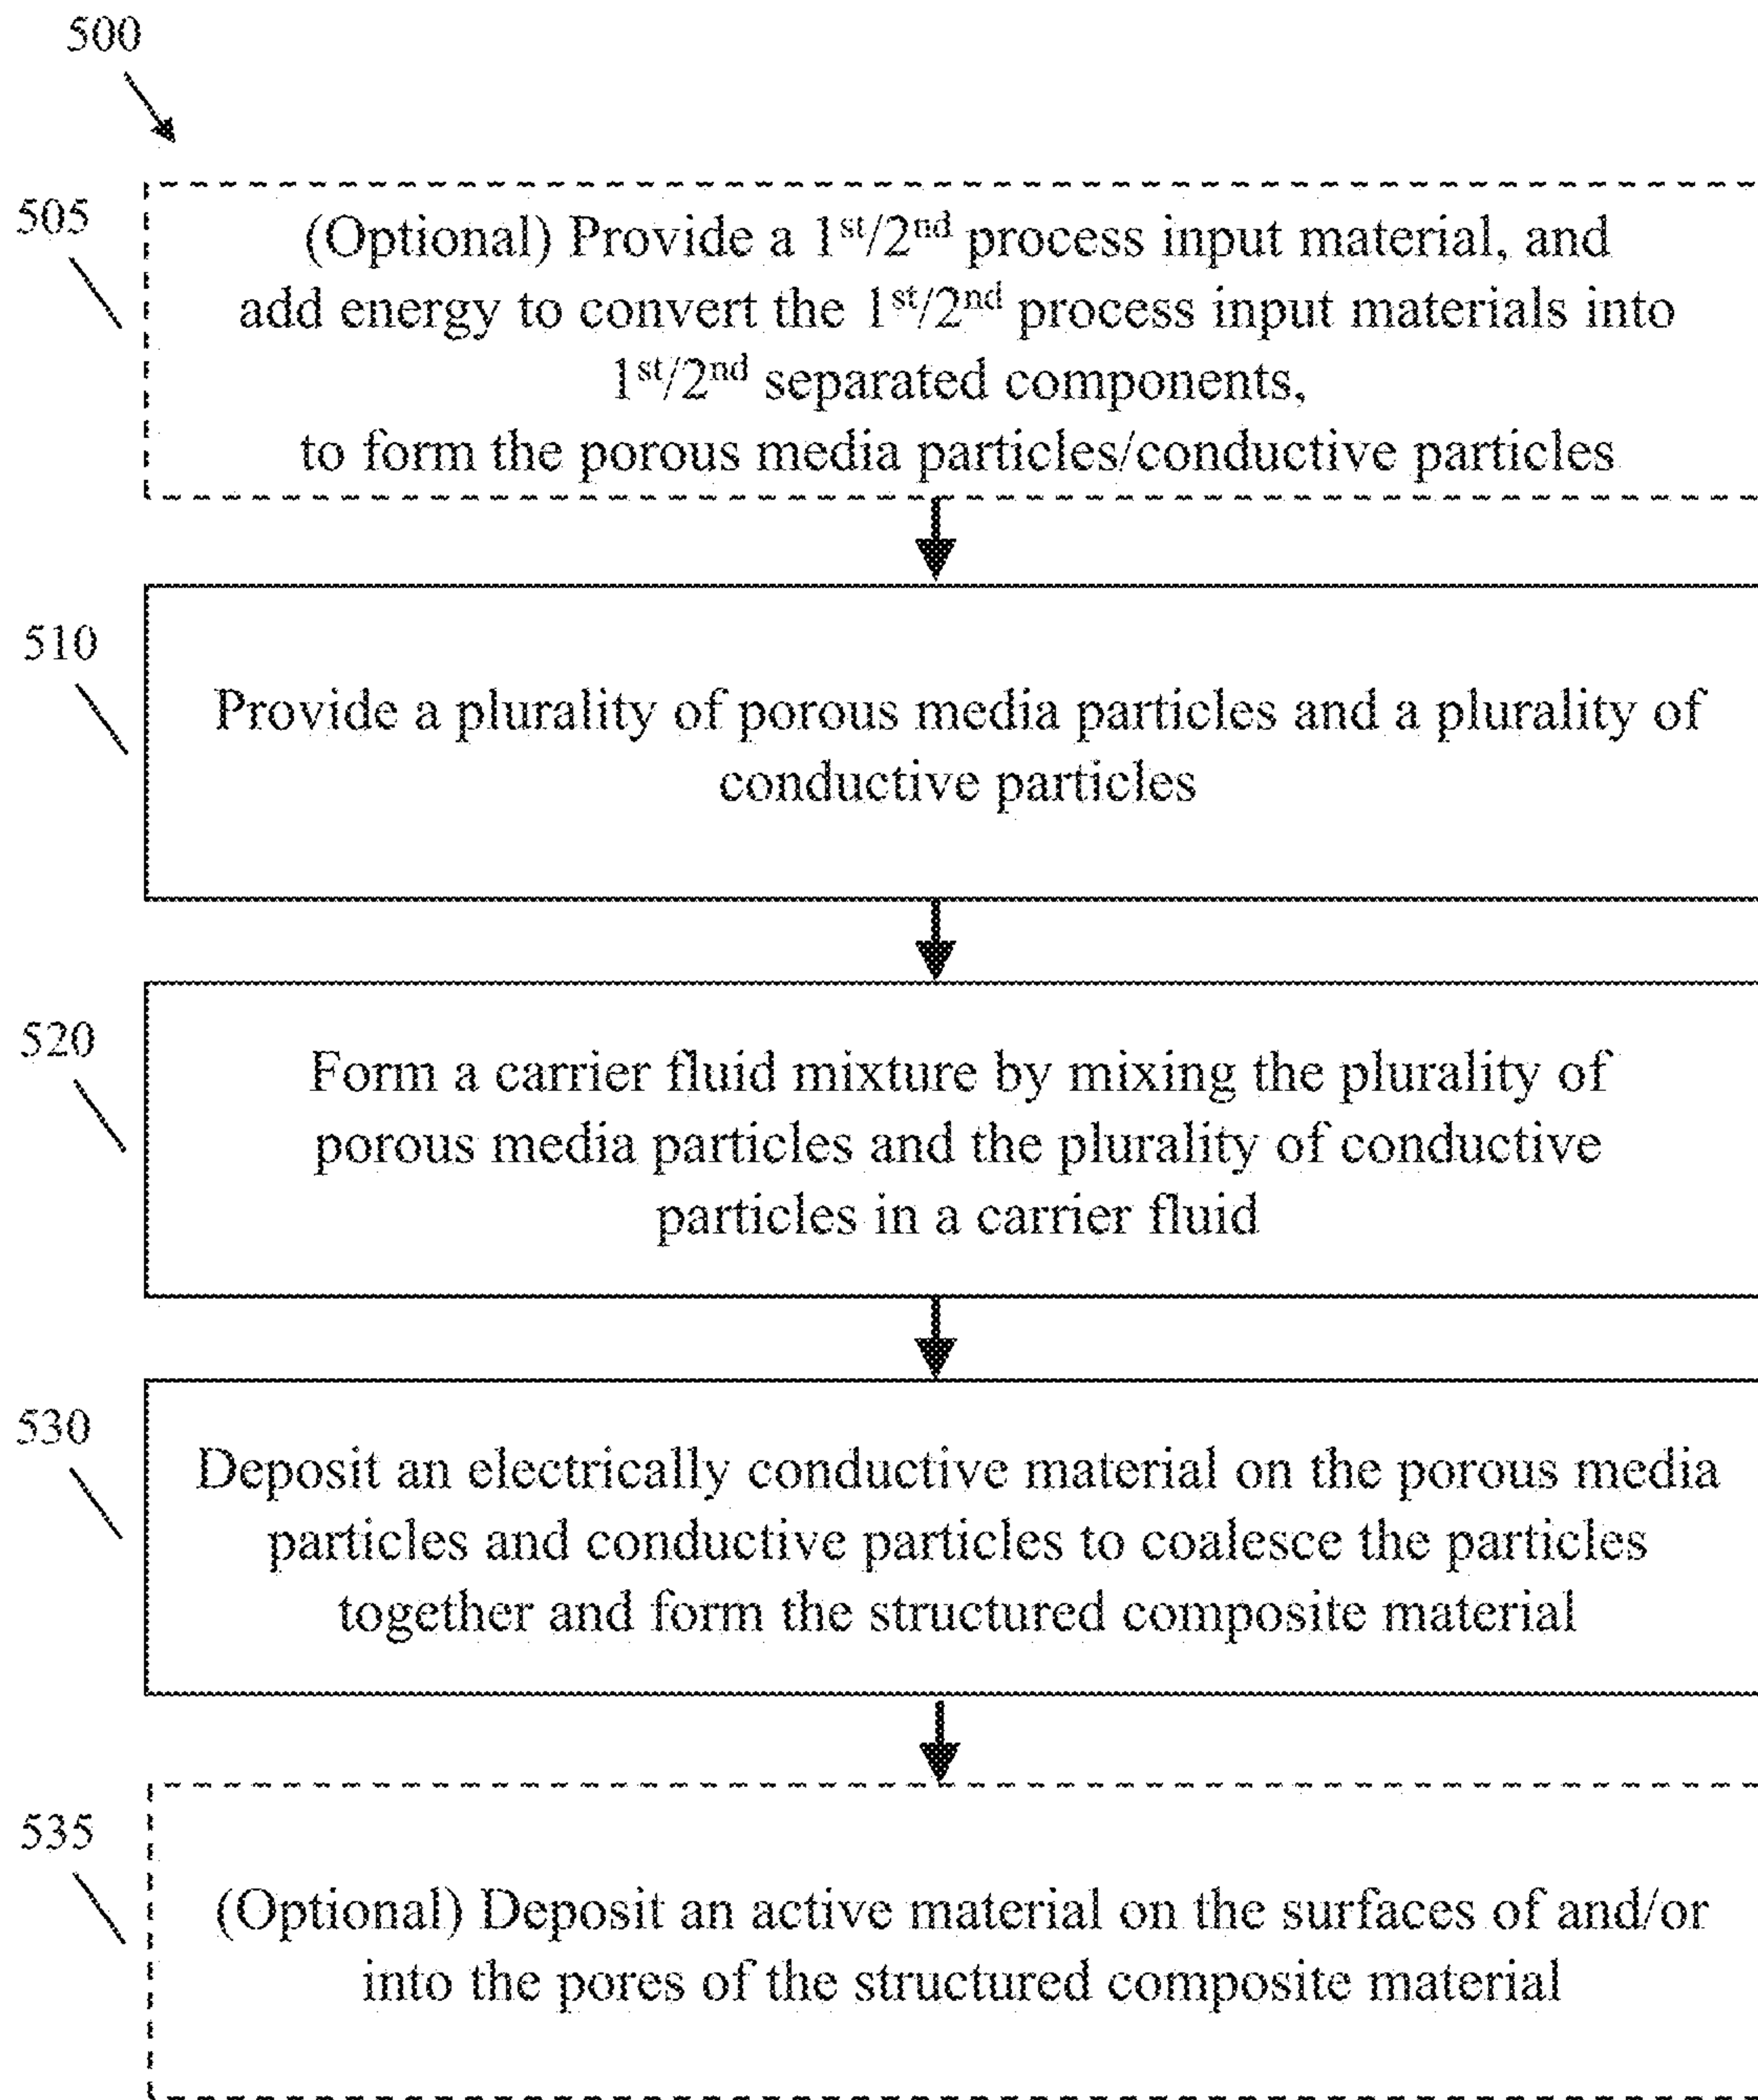 500
505
(Optional) Provide a 1st/2nd process input material, and
add energy to convert the 1st/2nd process input materials into
1st/2nd separated components,
to form the porous media particles/conductive particles
510
Provide a plurality of porous media particles and a plurality of
conductive particles
520
Form a carrier fluid mixture by mixing the plurality of
porous media particles and the plurality of conductive
particles in a carrier fluid
530
Deposit an electrically conductive material on the porous media
particles and conductive particles to coalesce the particles
together and form the structured composite material
535
(Optional) Deposit an active material on the surfaces of and/or
into the pores of the structured composite material